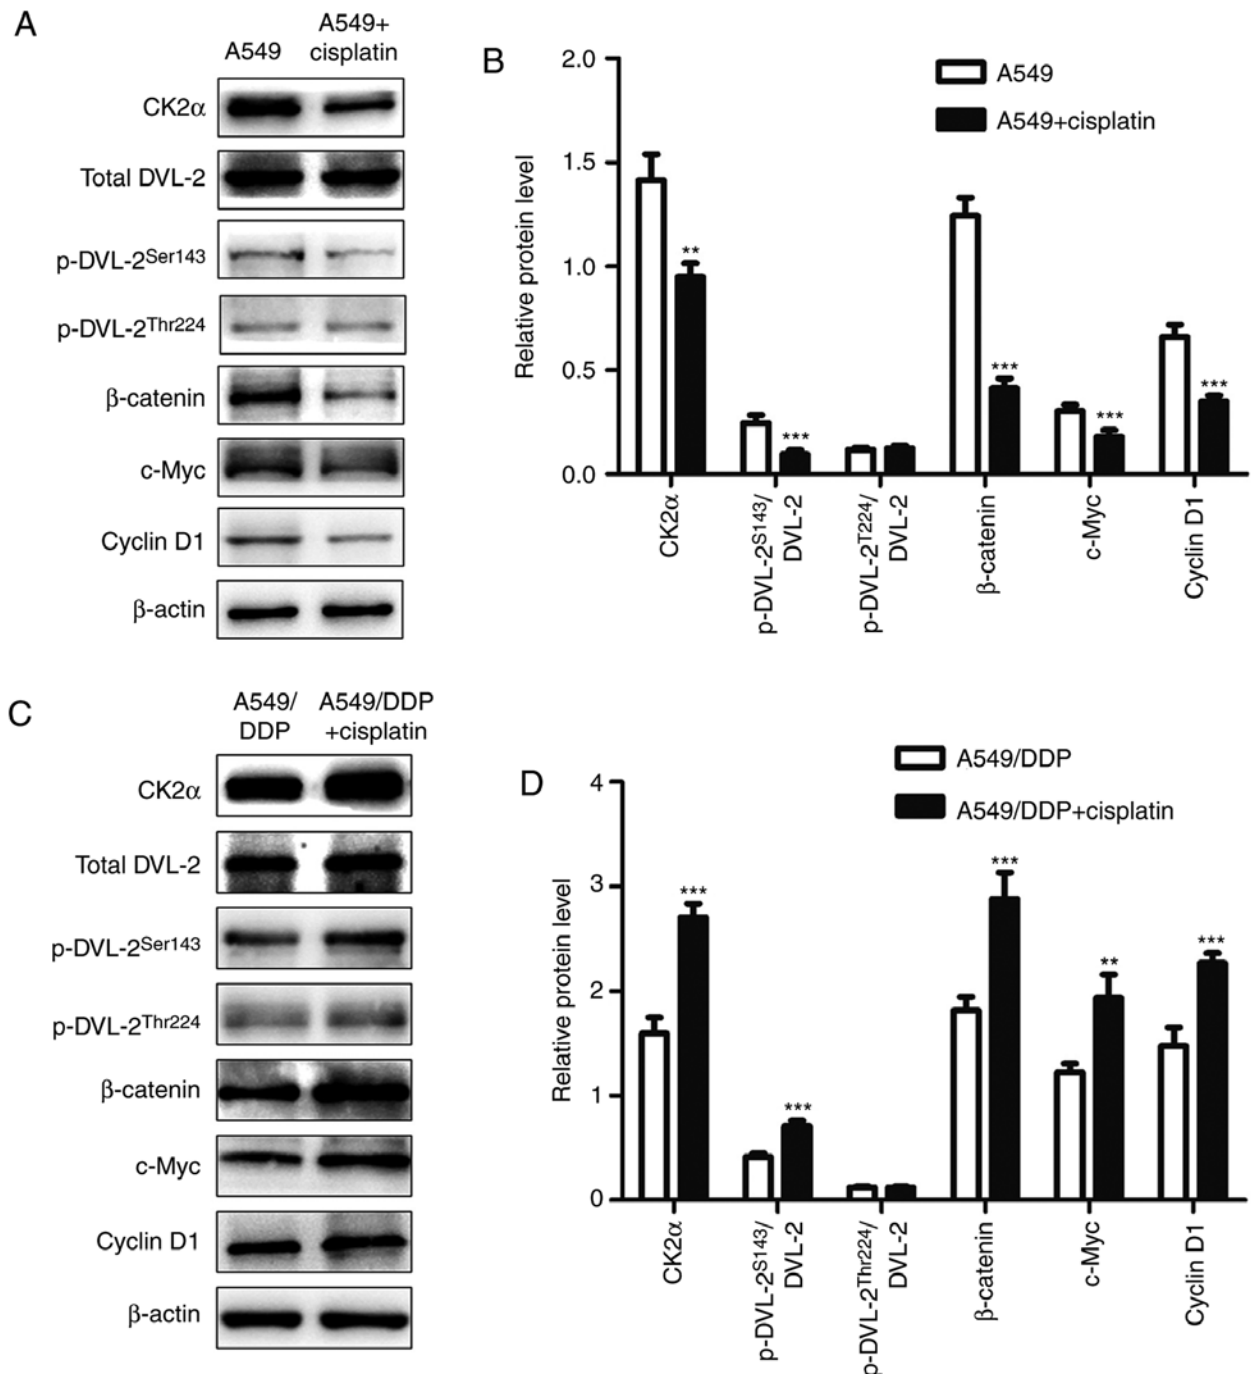 A
A549
A549+
cisplatin
CK2α
Total DVL-2
p-DVL-2Ser143
p-DVL-2Thr224
β-catenin
c-Myc
Cyclin D1
β-actin
B
2.0
1.5
1.0
0.5
0.0
Relative protein level
A549
A549+cisplatin
**
***
***
***
***
CK2α
p-DVL-2S143/
DVL-2
p-DVL-2T224/
DVL-2
β-catenin
c-Myc
Cyclin D1
C
A549/
DDP
A549/DDP
+cisplatin
CK2α
Total DVL-2
p-DVL-2Ser143
p-DVL-2Thr224
β-catenin
c-Myc
Cyclin D1
β-actin
D
4
3
2
1
0
Relative protein level
A549/DDP
A549/DDP+cisplatin
***
***
***
**
***
CK2α
p-DVL-2S143/
DVL-2
p-DVL-2Thr224/
DVL-2
β-catenin
c-Myc
Cyclin D1